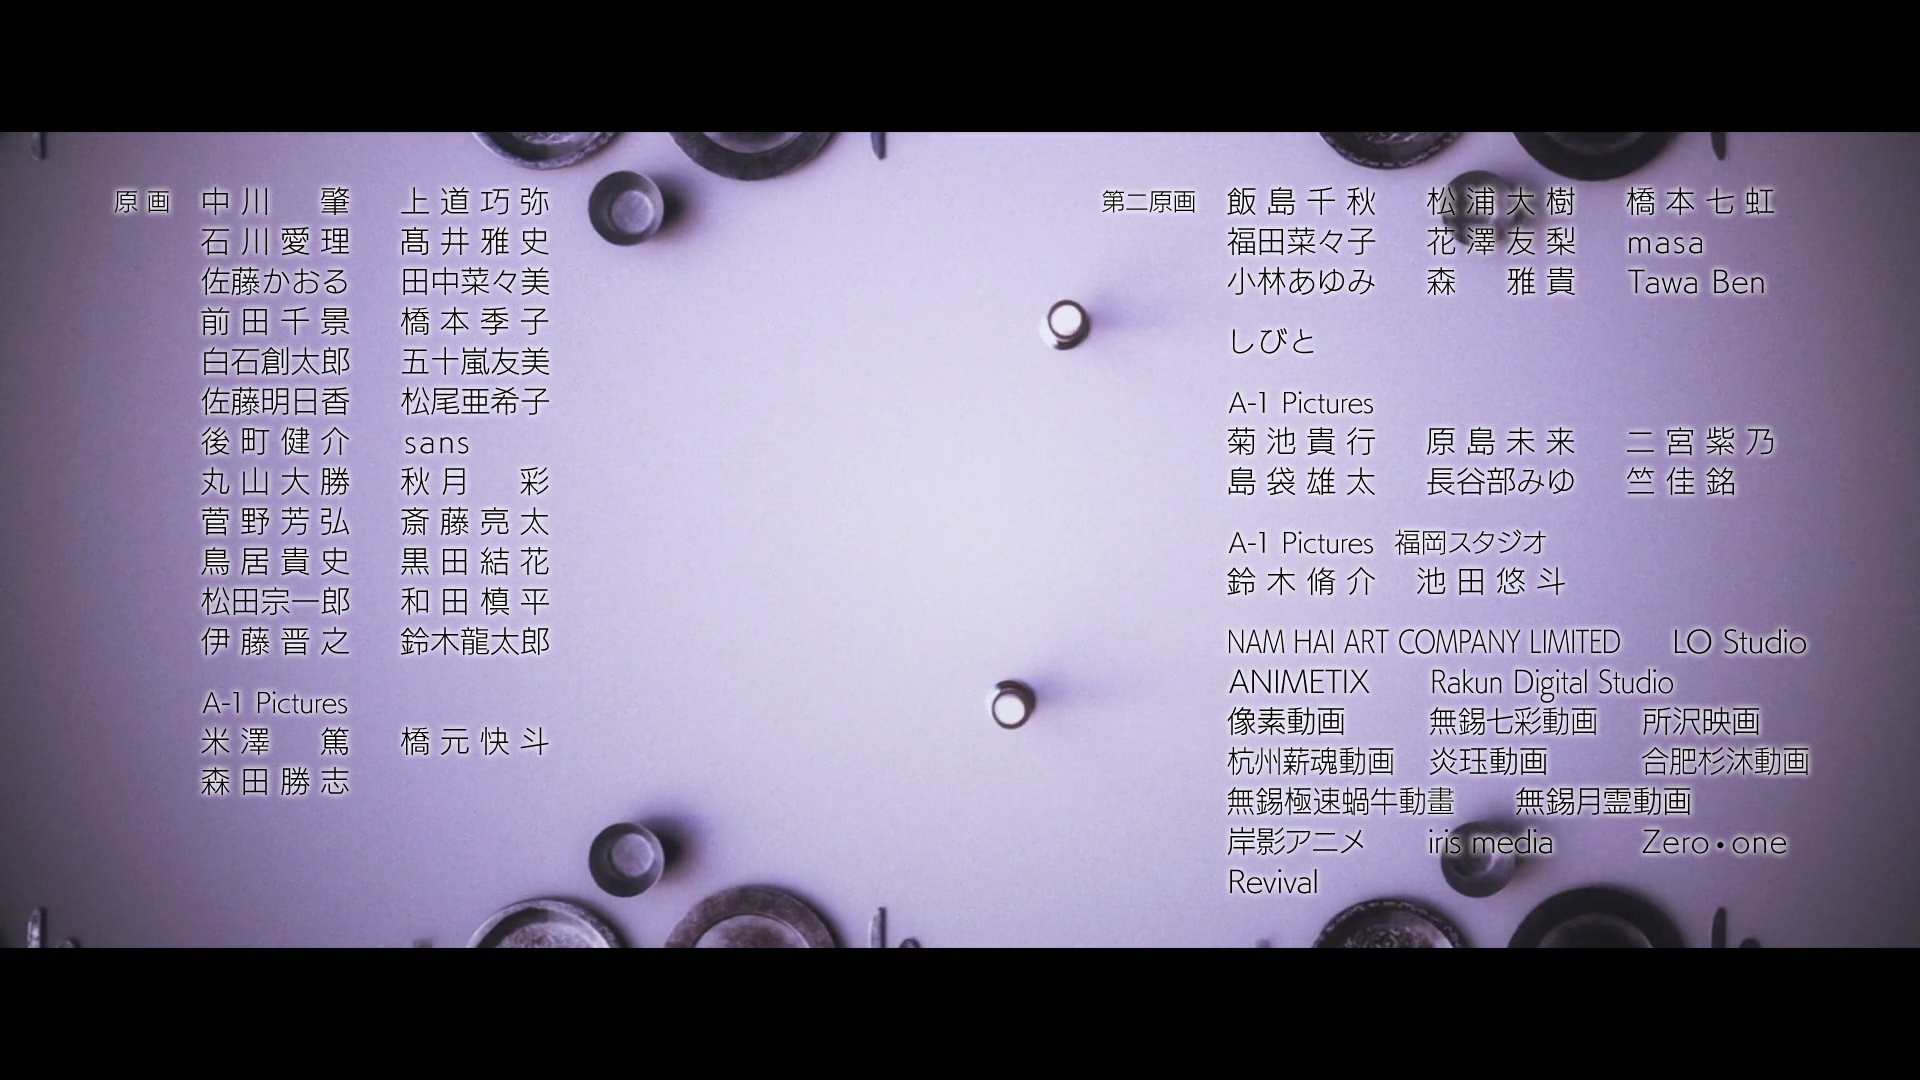 原画 中川 肇 上道巧弥
石川愛理 髙井雅史
佐藤かおる 田中菜々美
前田千景 橋本季子
白石創太郎 五十嵐友美
佐藤明日香 松尾亜希子
後町健介 sans
丸山大勝 秋月 彩
菅野芳弘 斎藤亮太
鳥居貴史 黒田結花
松田宗一郎 和田槙平
伊藤晋之 鈴木龍太郎
A-1 Pictures
米澤 篤 橋元快斗
森田勝志
第二原画 飯島千秋 松浦大樹 橋本七虹
福田菜々子 花澤友梨 masa
小林あゆみ 森 雅貴 Tawa Ben
しびと
A-1 Pictures
菊池貴行 原島未来 二宮紫乃
島袋雄太 長谷部みゆ 竺佳銘
A-1 Pictures 福岡スタジオ
鈴木脩介 池田悠斗
NAM HAI ART COMPANY LIMITED LO Studio
ANIMETIX Rakun Digital Studio
像素動画 無錫七彩動画 所沢映画
杭州薪魂動画 炎珏動画 合肥杉沐動画
無錫極速蝸牛動畫 無錫月霊動画
岸影アニメ iris media Zero・one
Revival